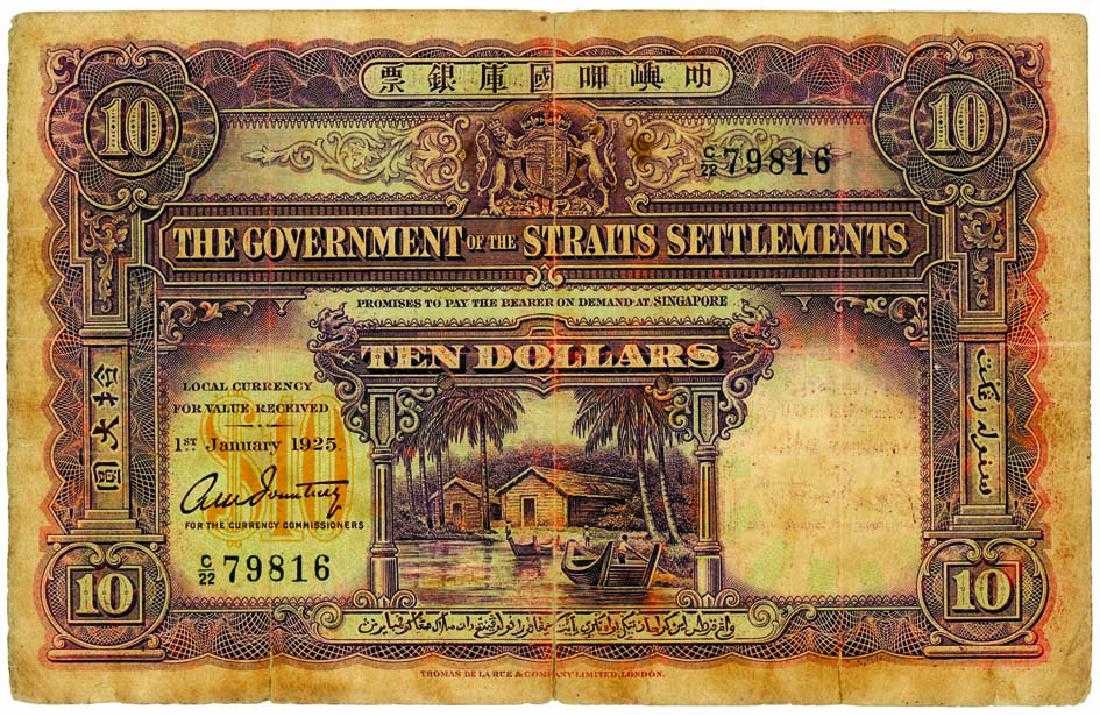 叻嶼呷國庫銀票
10
10
C/22 79816
THE GOVERNMENT OF THE STRAITS SETTLEMENTS
PROMISES TO PAY THE BEARER ON DEMAND AT SINGAPORE
TEN DOLLARS
LOCAL CURRENCY
FOR VALUE RECEIVED
1ST January 1925.
$10
FOR THE CURRENCY COMMISSIONERS
C/22 79816
拾大圓
سڤوله رڠݢيت
10
10
THOMAS DE LA RUE & COMPANY LIMITED, LONDON.